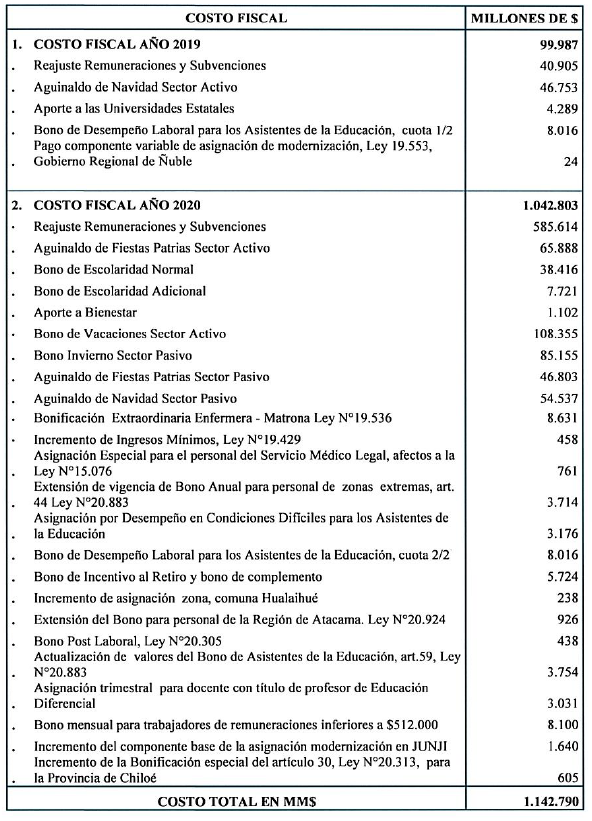 COSTO FISCAL MILLONES DE $
1. COSTO FISCAL AÑO 2019 99.987
. Reajuste Remuneraciones y Subvenciones 40.905
. Aguinaldo de Navidad Sector Activo 46.753
. Aporte a las Universidades Estatales 4.289
. Bono de Desempeño Laboral para los Asistentes de la Educación, cuota 1/2 8.016
Pago componente variable de asignación de modernización, Ley 19.553,
. Gobierno Regional de Ñuble 24
2. COSTO FISCAL AÑO 2020 1.042.803
. Reajuste Remuneraciones y Subvenciones 585.614
. Aguinaldo de Fiestas Patrias Sector Activo 65.888
. Bono de Escolaridad Normal 38.416
. Bono de Escolaridad Adicional 7.721
. Aporte a Bienestar 1.102
. Bono de Vacaciones Sector Activo 108.355
. Bono Invierno Sector Pasivo 85.155
. Aguinaldo de Fiestas Patrias Sector Pasivo 46.803
. Aguinaldo de Navidad Sector Pasivo 54.537
. Bonificación Extraordinaria Enfermera - Matrona Ley N°19.536 8.631
. Incremento de Ingresos Mínimos, Ley N°19.429 458
Asignación Especial para el personal del Servicio Médico Legal, afectos a la
. Ley N°15.076 761
Extensión de vigencia de Bono Anual para personal de zonas extremas, art.
. 44 Ley N°20.883 3.714
Asignación por Desempeño en Condiciones Difíciles para los Asistentes de
. la Educación 3.176
. Bono de Desempeño Laboral para los Asistentes de la Educación, cuota 2/2 8.016
. Bono de Incentivo al Retiro y bono de complemento 5.724
. Incremento de asignación zona, comuna Hualaihué 238
. Extensión del Bono para personal de la Región de Atacama. Ley N°20.924 926
. Bono Post Laboral, Ley N°20.305 438
Actualización de valores del Bono de Asistentes de la Educación, art.59, Ley
. N°20.883 3.754
Asignación trimestral para docente con título de profesor de Educación
. Diferencial 3.031
. Bono mensual para trabajadores de remuneraciones inferiores a $512.000 8.100
. Incremento del componente base de la asignación modernización en JUNJI 1.640
Incremento de la Bonificación especial del artículo 30, Ley N°20.313, para
. la Provincia de Chiloé 605
COSTO TOTAL EN MM$ 1.142.790